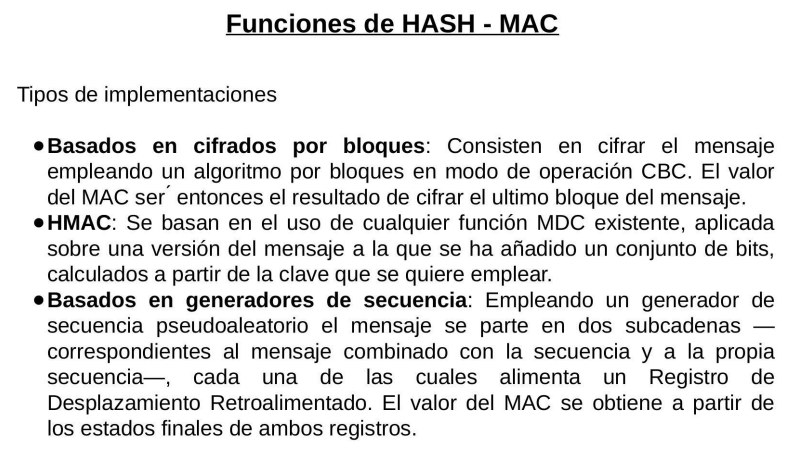 Funciones de HASH - MAC
Tipos de implementaciones
●Basados en cifrados por bloques: Consisten en cifrar el mensaje
empleando un algoritmo por bloques en modo de operación CBC. El valor
del MAC ser´ entonces el resultado de cifrar el ultimo bloque del mensaje.
●HMAC: Se basan en el uso de cualquier función MDC existente, aplicada
sobre una versión del mensaje a la que se ha añadido un conjunto de bits,
calculados a partir de la clave que se quiere emplear.
●Basados en generadores de secuencia: Empleando un generador de
secuencia pseudoaleatorio el mensaje se parte en dos subcadenas —
correspondientes al mensaje combinado con la secuencia y a la propia
secuencia—, cada una de las cuales alimenta un Registro de
Desplazamiento Retroalimentado. El valor del MAC se obtiene a partir de
los estados finales de ambos registros.